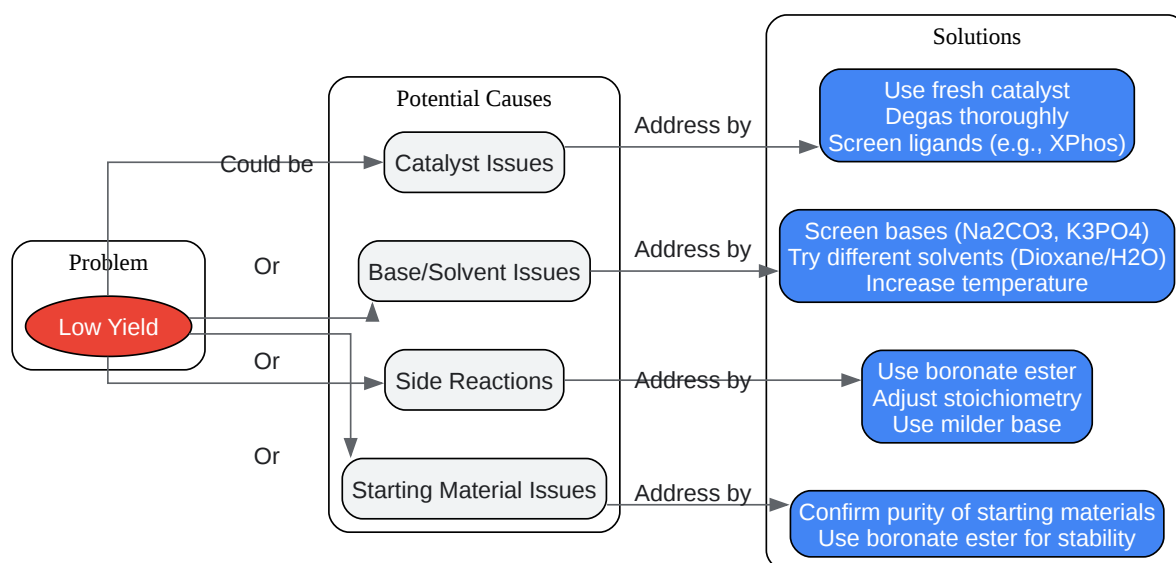 Problem
Low Yield
Could be
Or
Or
Or
Potential Causes
Catalyst Issues
Base/Solvent Issues
Side Reactions
Starting Material Issues
Address by
Address by
Address by
Address by
Solutions
Use fresh catalyst
Degas thoroughly
Screen ligands (e.g., XPhos)
Screen bases (Na2CO3, K3PO4)
Try different solvents (Dioxane/H2O)
Increase temperature
Use boronate ester
Adjust stoichiometry
Use milder base
Confirm purity of starting materials
Use boronate ester for stability